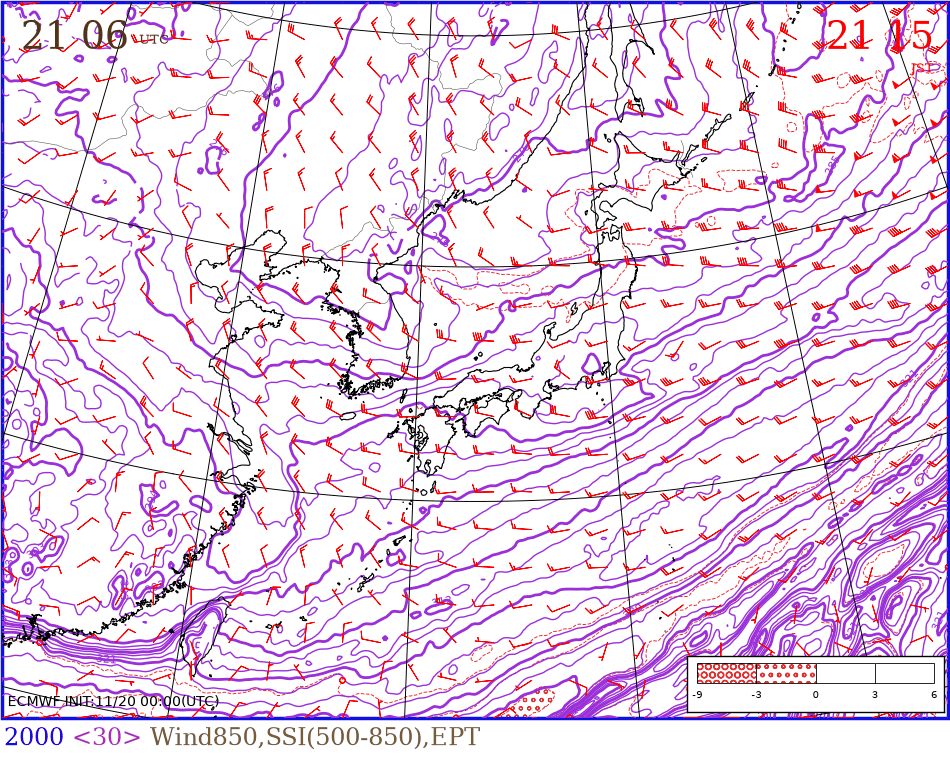 21 06 UTC
21 15
JST
-9 -3 0 3 6
ECMWF INIT:11/20 00:00(UTC)
2000 <30> Wind850,SSI(500-850),EPT